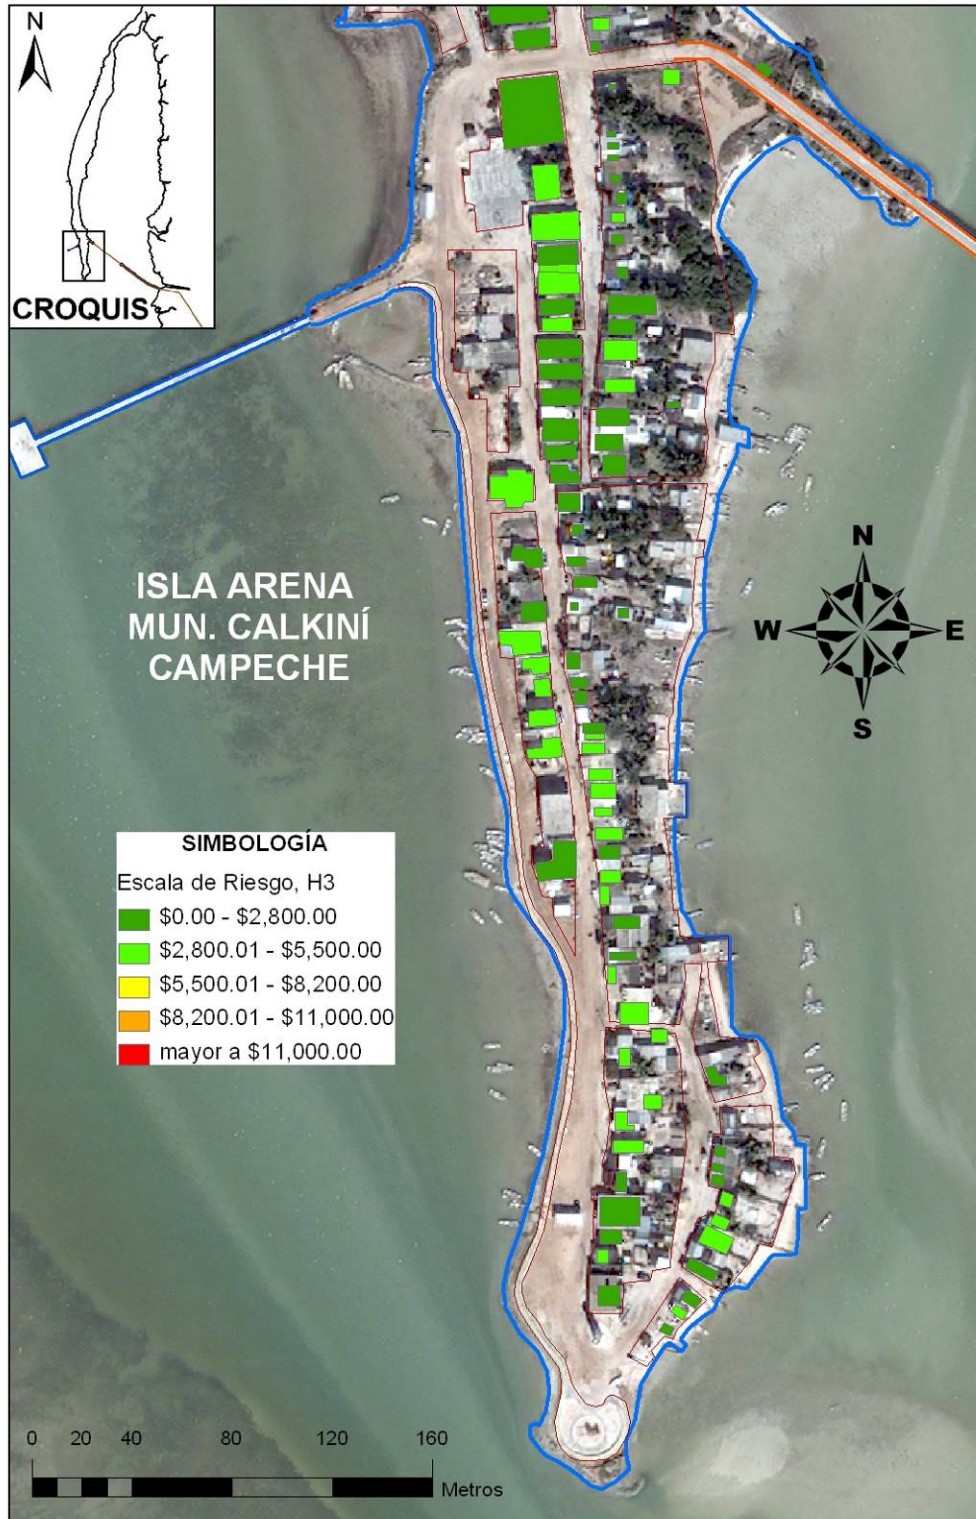 N
CROQUIS
ISLA ARENA
MUN. CALKINÍ
CAMPECHE
N
W
E
S
SIMBOLOGÍA
Escala de Riesgo, H3
$0.00 - $2,800.00
$2,800.01 - $5,500.00
$5,500.01 - $8,200.00
$8,200.01 - $11,000.00
mayor a $11,000.00
0 20 40 80 120 160
Metros